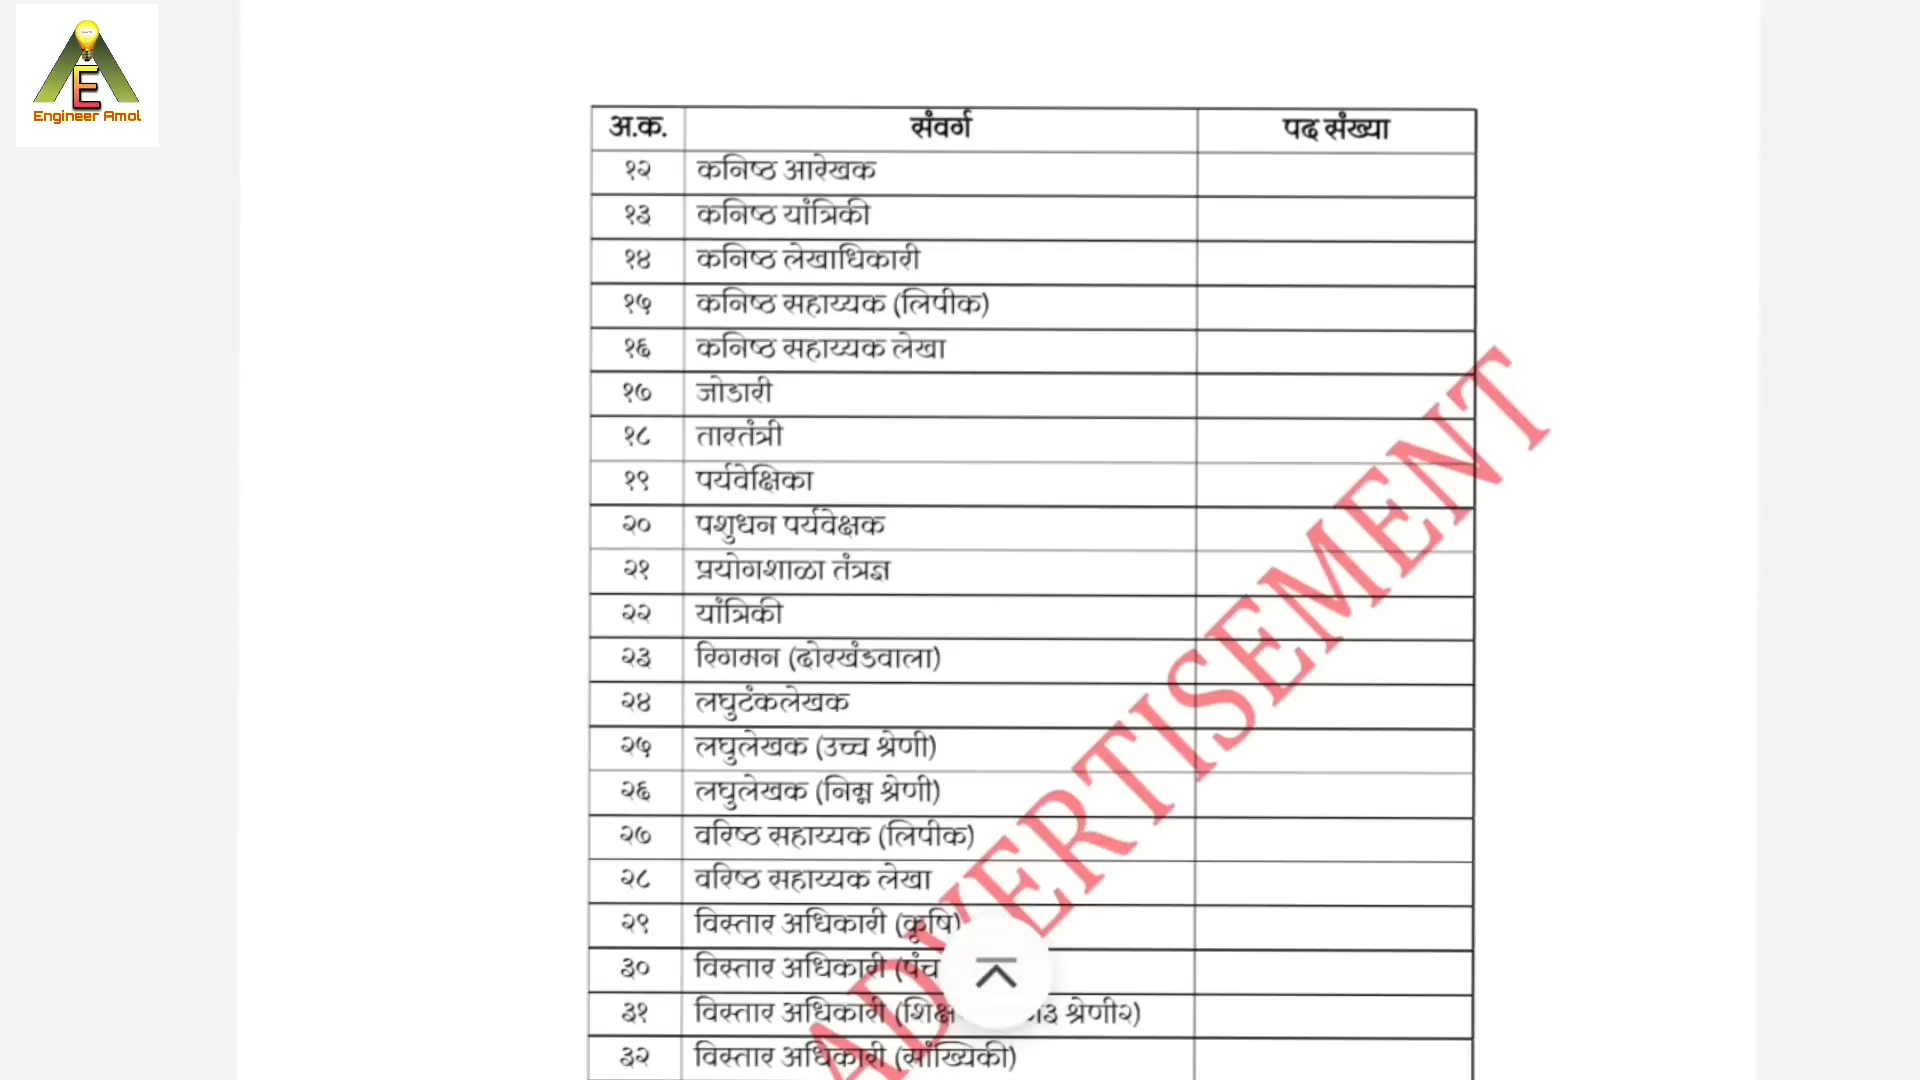 E
Engineer Amol
अ.क. संवर्ग पद संख्या
१२ कनिष्ठ आरेखक
१३ कनिष्ठ यांत्रिकी
१४ कनिष्ठ लेखाधिकारी
१५ कनिष्ठ सहाय्यक (लिपीक)
१६ कनिष्ठ सहाय्यक लेखा
१७ जोडारी
१८ तारतंत्री
१९ पर्यवेक्षिका
२० पशुधन पर्यवेक्षक
२१ प्रयोगशाळा तंत्रज्ञ
२२ यांत्रिकी
२३ रिगमन (दोरखंडवाला)
२४ लघुटंकलेखक
२५ लघुलेखक (उच्च श्रेणी)
२६ लघुलेखक (निम्न श्रेणी)
२७ वरिष्ठ सहाय्यक (लिपीक)
२८ वरिष्ठ सहाय्यक लेखा
२९ विस्तार अधिकारी (कृषि)
३० विस्तार अधिकारी (पंच
३१ विस्तार अधिकारी (शिक्ष श्रेणी२)
३२ विस्तार अधिकारी (सांख्यिकी)
ADVERTISEMENT